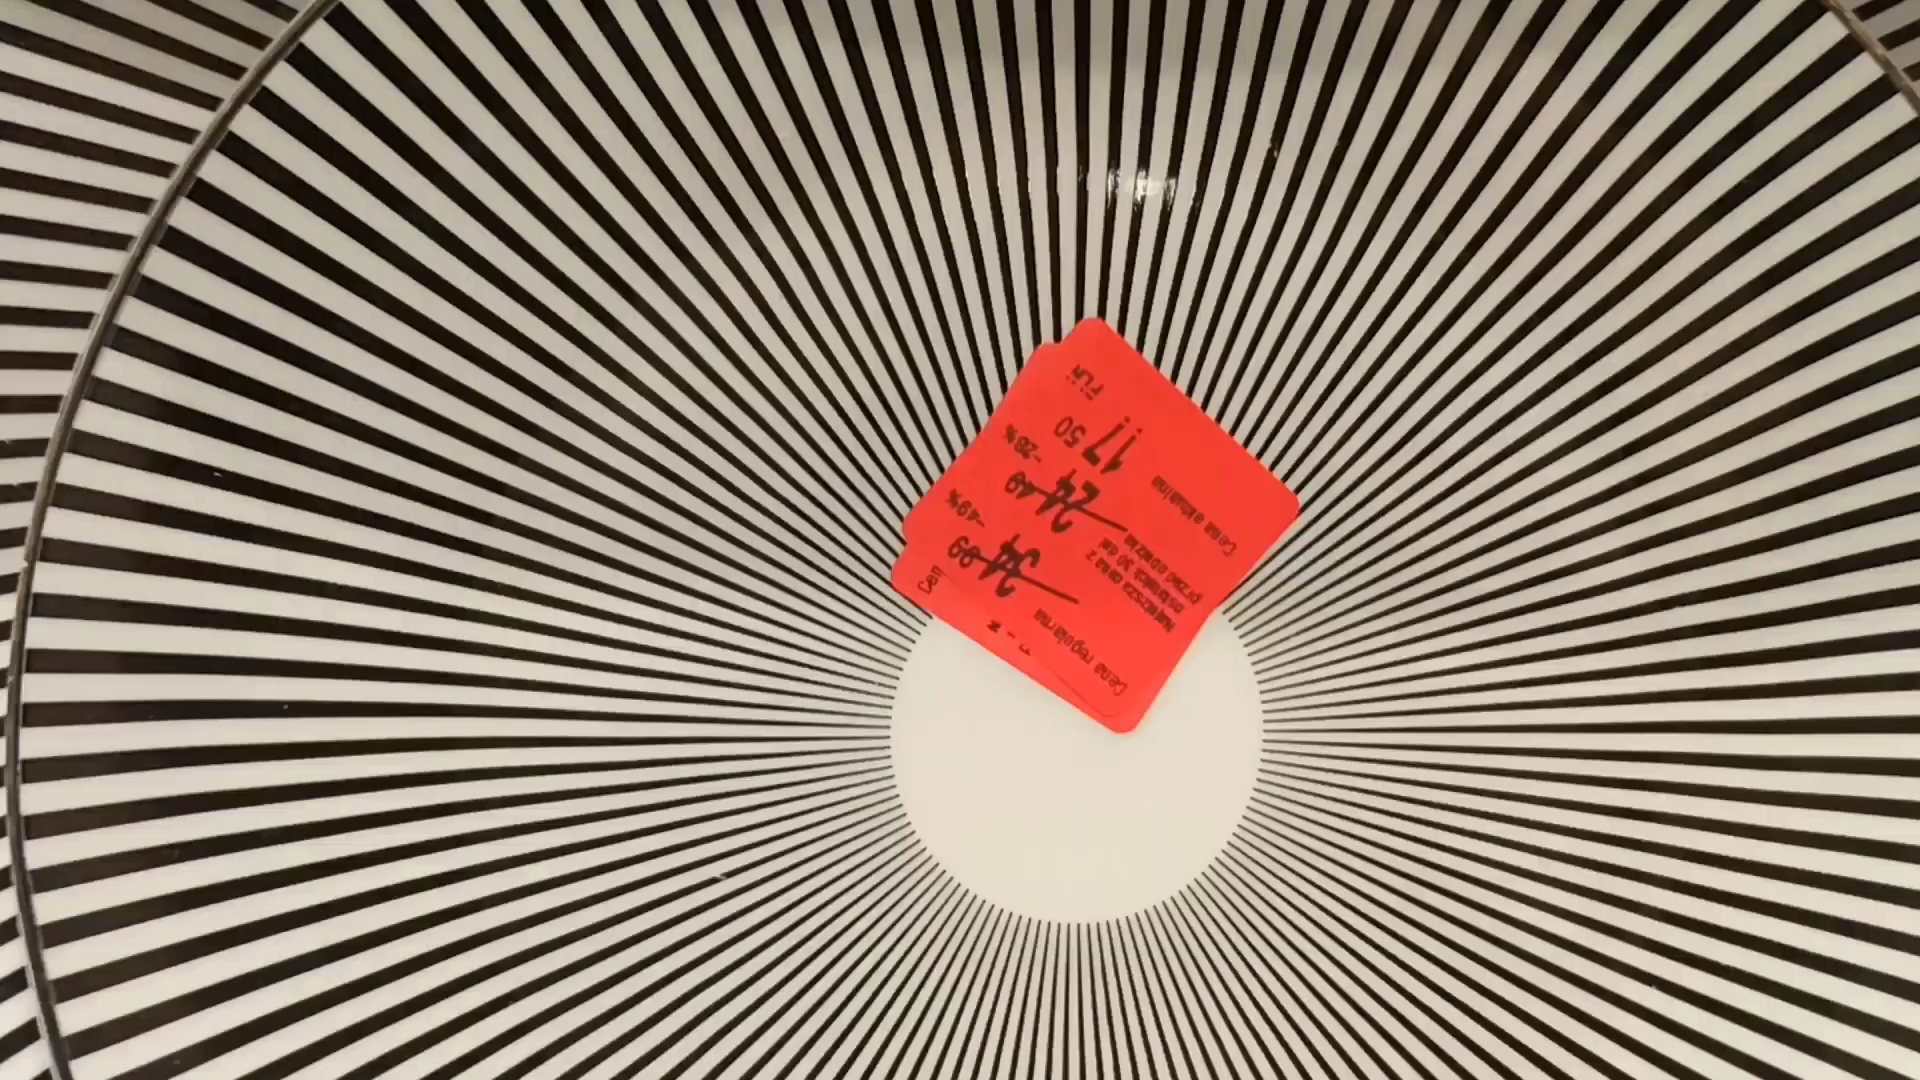 Cena regularna
34 99
-49%
Najniższa cena z
ostatnich 30 dni
przed obniżką
24 49
-28%
Cena aktualna
17 50
PLN
Cen